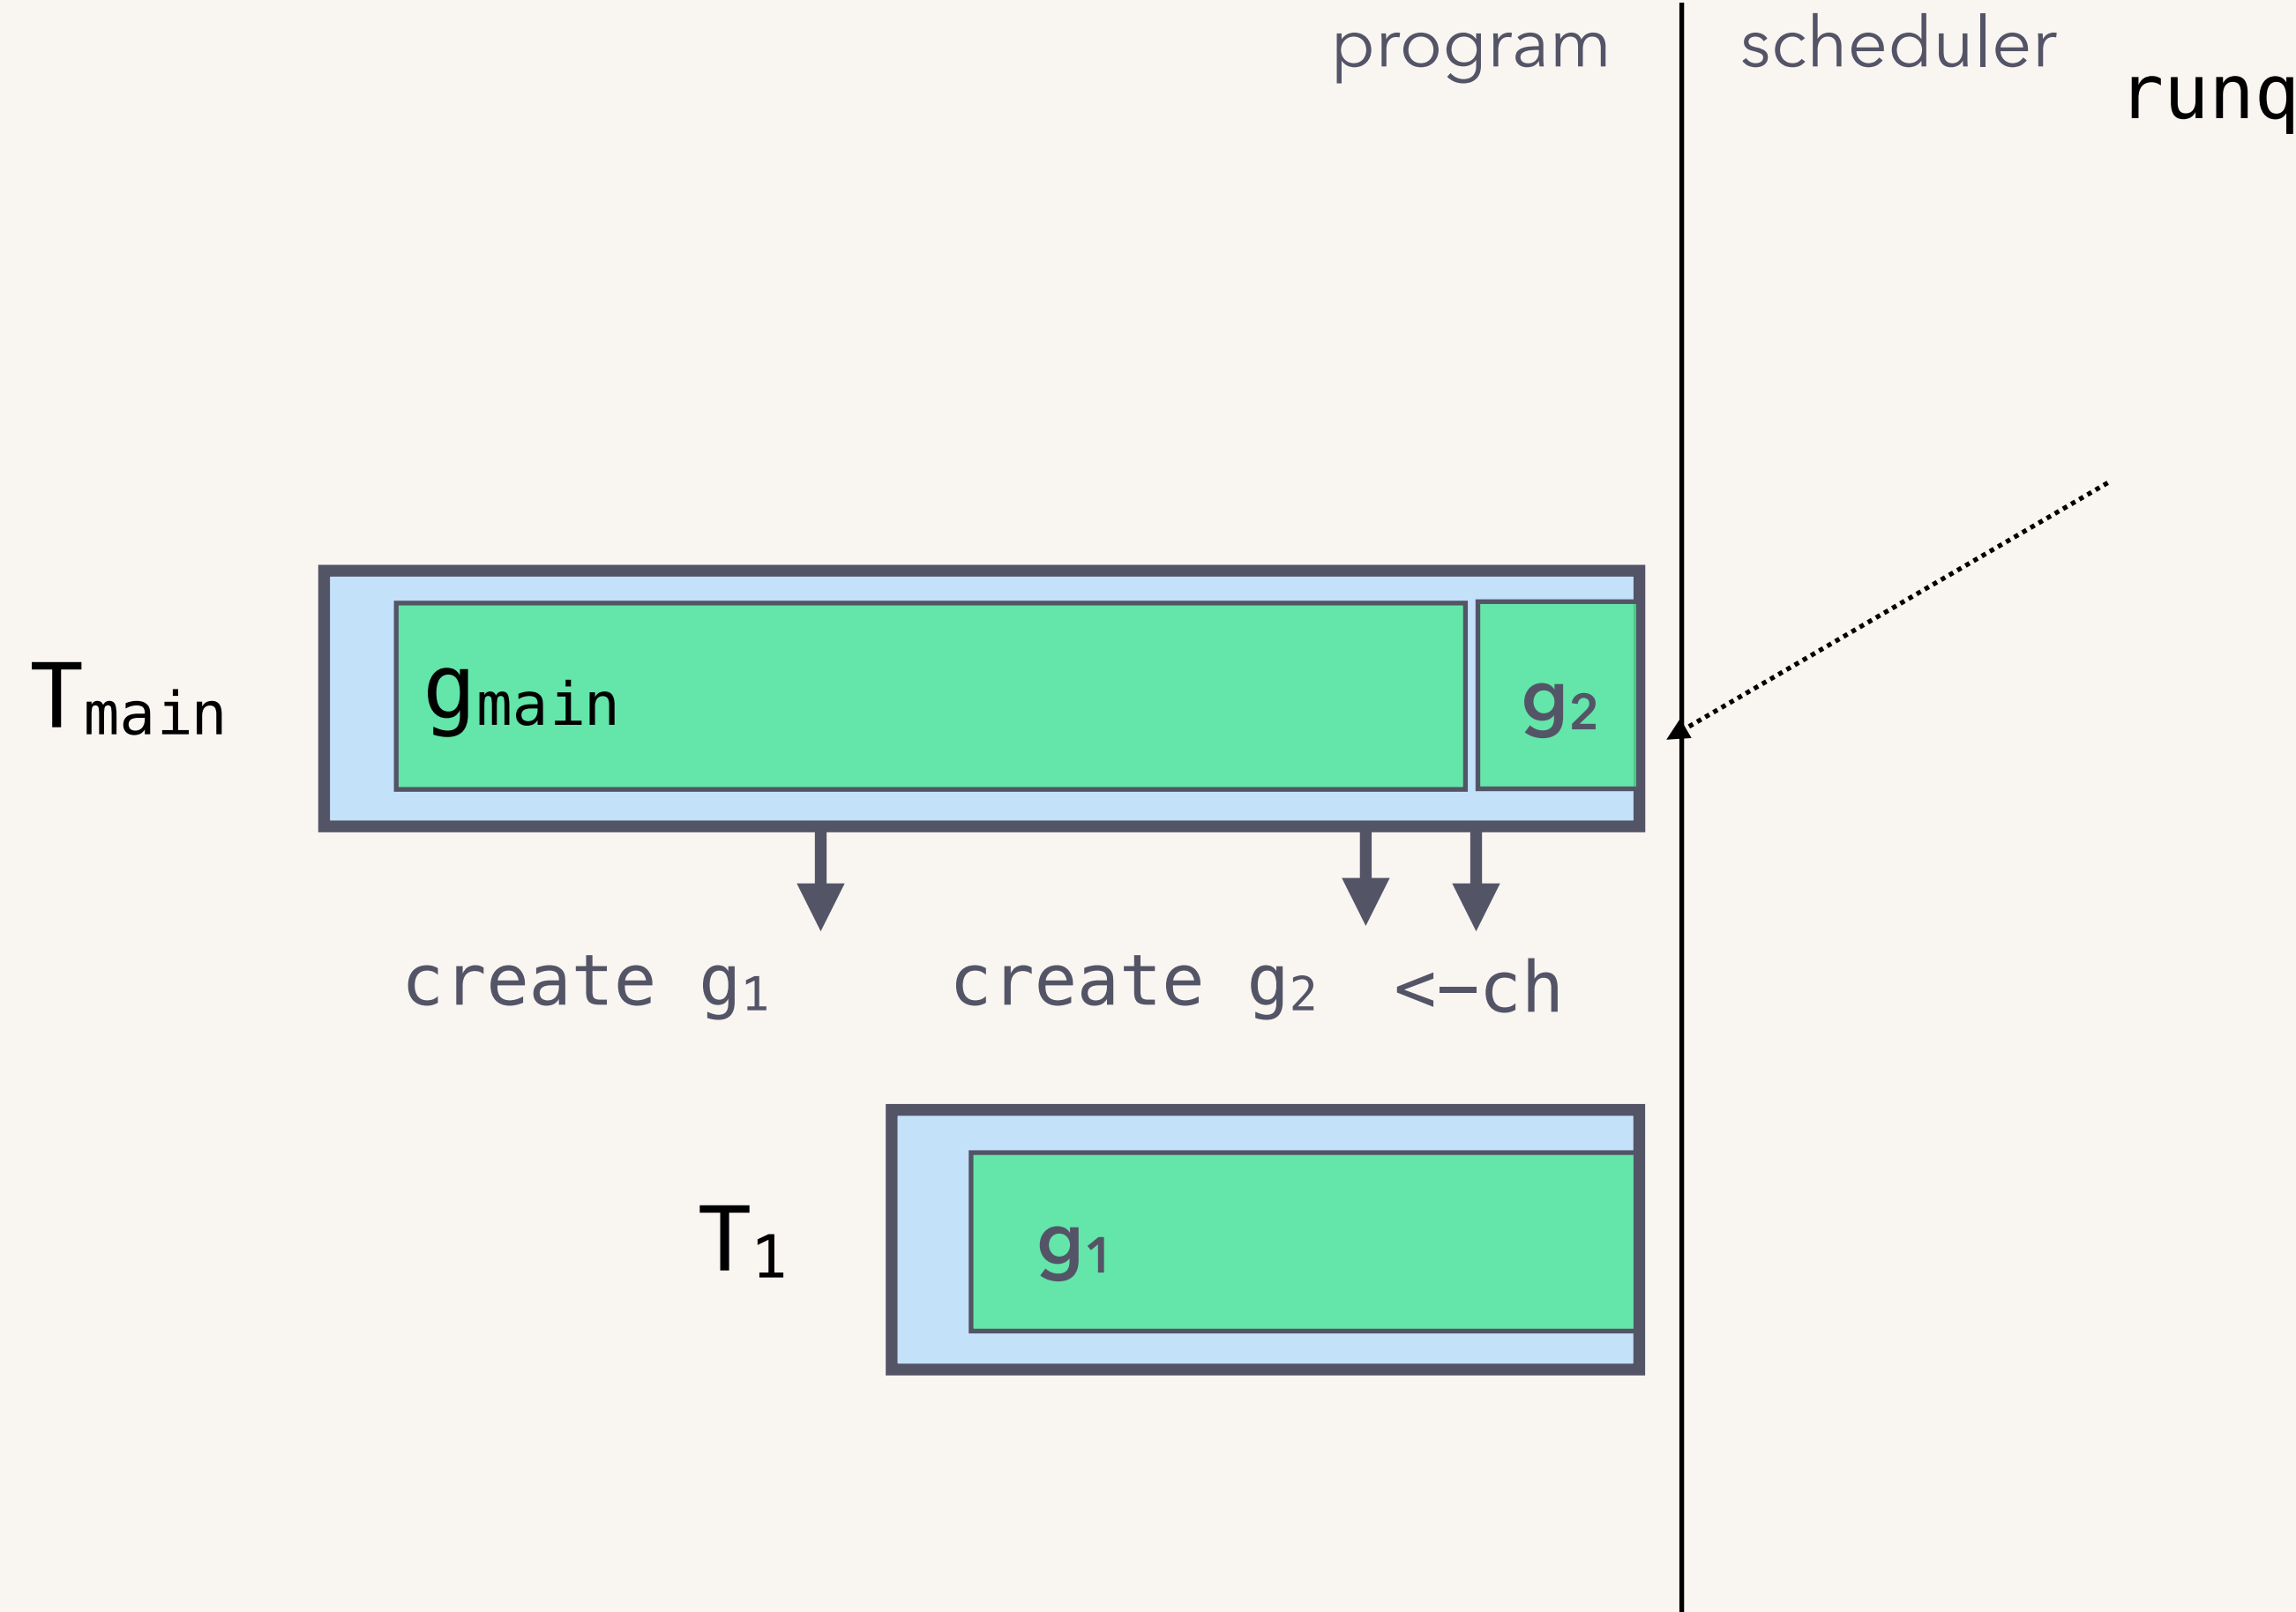 program
scheduler
runq
Tmain
gmain
g2
create g1
create g2
<-ch
T1
g1